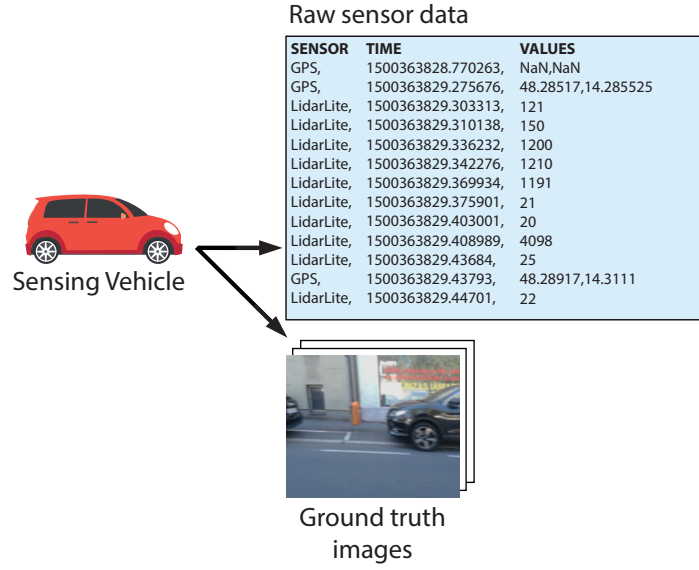 Raw sensor data
SENSOR TIME VALUES
GPS, 1500363828.770263, NaN,NaN
GPS, 1500363829.275676, 48.28517,14.285525
LidarLite, 1500363829.303313, 121
LidarLite, 1500363829.310138, 150
LidarLite, 1500363829.336232, 1200
LidarLite, 1500363829.342276, 1210
LidarLite, 1500363829.369934, 1191
LidarLite, 1500363829.375901, 21
LidarLite, 1500363829.403001, 20
LidarLite, 1500363829.408989, 4098
LidarLite, 1500363829.43684, 25
GPS, 1500363829.43793, 48.28917,14.3111
LidarLite, 1500363829.44701, 22
Sensing Vehicle
Ground truth
images